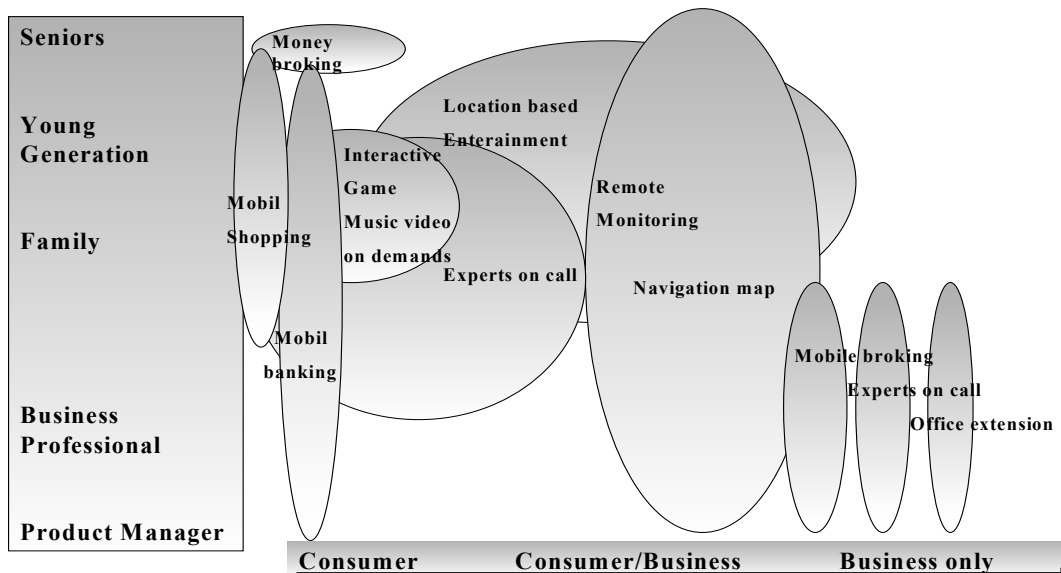 Seniors
Young
Generation
Family
Business
Professional
Product Manager
Money
broking
Mobil
Shopping
Mobil
banking
Interactive
Game
Music video
on demands
Location based
Enterainment
Experts on call
Remote
Monitoring
Navigation map
Mobile broking
Experts on call
Office extension
Consumer
Consumer/Business
Business only